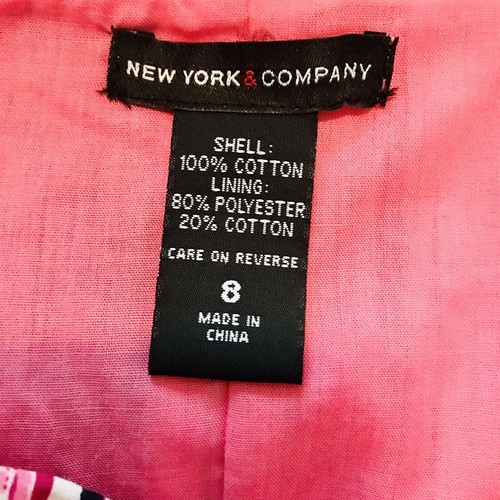 NEW YORK & COMPANY
SHELL:
100% COTTON
LINING:
80% POLYESTER
20% COTTON
CARE ON REVERSE
8
MADE IN
CHINA